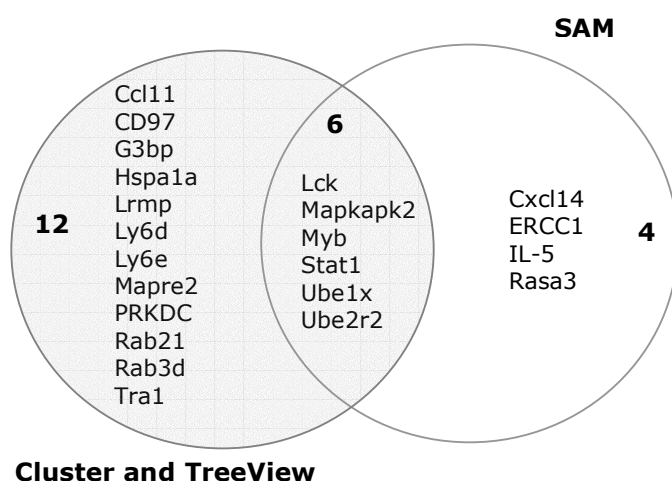 SAM
Ccl11
CD97
G3bp
Hspa1a
Lrmp
Ly6d
Ly6e
Mapre2
PRKDC
Rab21
Rab3d
Tra1
12
6
Lck
Mapkapk2
Myb
Stat1
Ube1x
Ube2r2
Cxcl14
ERCC1
IL-5
Rasa3
4
Cluster and TreeView